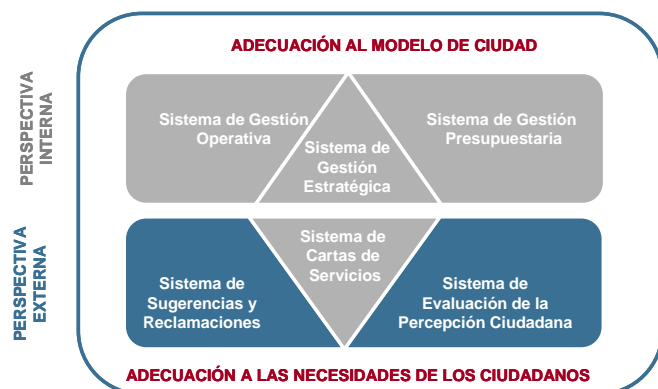 ADECUACIÓN AL MODELO DE CIUDAD
PERSPECTIVA
INTERNA
Sistema de Gestión
Operativa
Sistema de
Gestión
Estratégica
Sistema de Gestión
Presupuestaria
PERSPECTIVA
EXTERNA
Sistema de
Sugerencias y
Reclamaciones
Sistema de
Cartas de
Servicios
Sistema de
Evaluación de la
Percepción Ciudadana
ADECUACIÓN A LAS NECESIDADES DE LOS CIUDADANOS